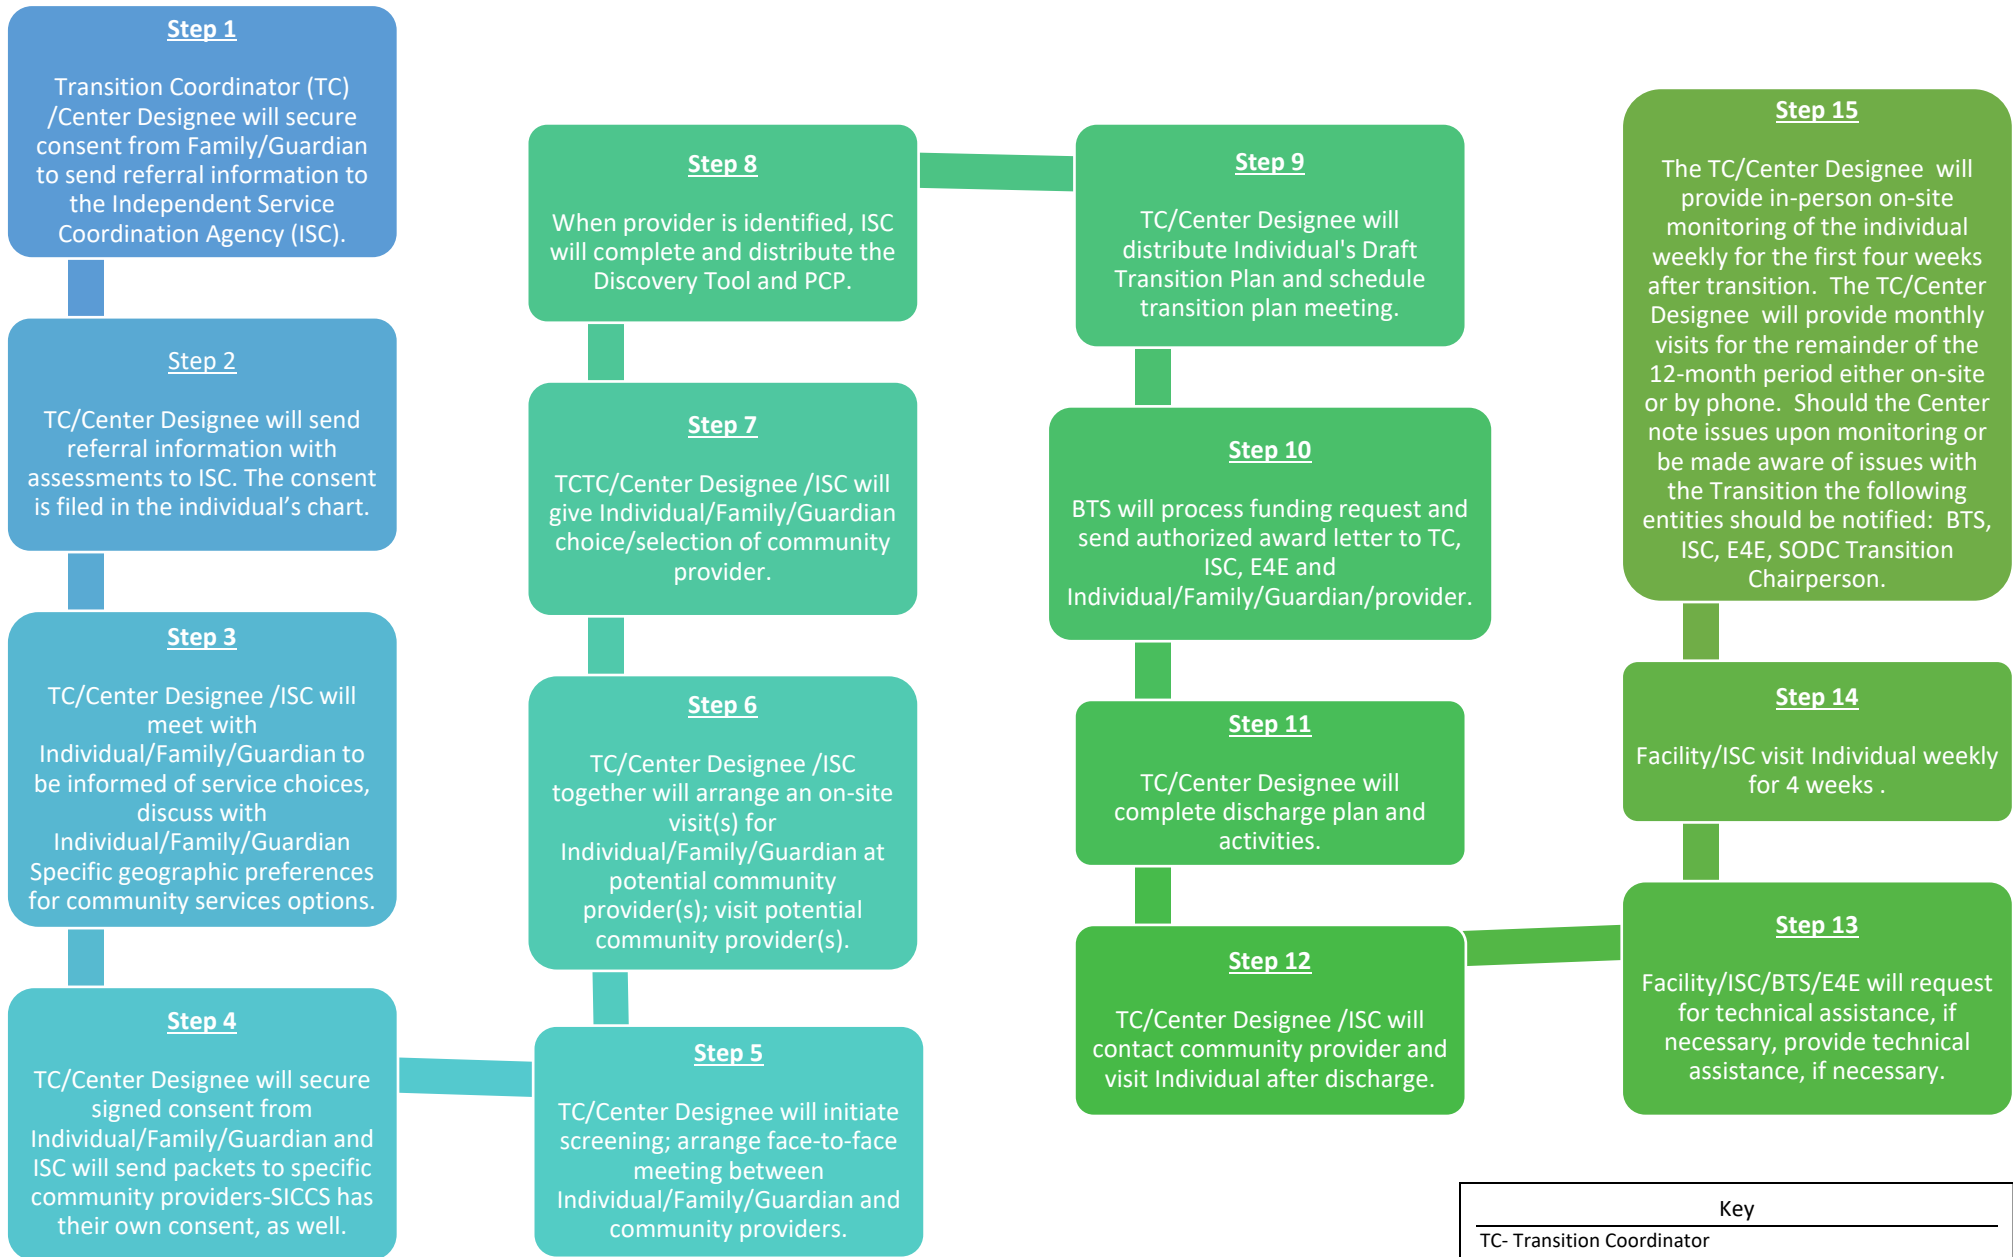 Step 1
Transition Coordinator (TC)
/Center Designee will secure
consent from Family/Guardian
to send referral information to
the Independent Service
Coordination Agency (ISC).
Step 2
TC/Center Designee will send
referral information with
assessments to ISC. The consent
is filed in the individual’s chart.
Step 3
TC/Center Designee /ISC will
meet with
Individual/Family/Guardian to
be informed of service choices,
discuss with
Individual/Family/Guardian
Specific geographic preferences
for community services options.
Step 4
TC/Center Designee will secure
signed consent from
Individual/Family/Guardian and
ISC will send packets to specific
community providers-SICCS has
their own consent, as well.
Step 5
TC/Center Designee will initiate
screening; arrange face-to-face
meeting between
Individual/Family/Guardian and
community providers.
Step 6
TC/Center Designee /ISC
together will arrange an on-site
visit(s) for
Individual/Family/Guardian at
potential community
provider(s); visit potential
community provider(s).
Step 7
TCTC/Center Designee /ISC will
give Individual/Family/Guardian
choice/selection of community
provider.
Step 8
When provider is identified, ISC
will complete and distribute the
Discovery Tool and PCP.
Step 9
TC/Center Designee will
distribute Individual's Draft
Transition Plan and schedule
transition plan meeting.
Step 10
BTS will process funding request and
send authorized award letter to TC,
ISC, E4E and
Individual/Family/Guardian/provider.
Step 11
TC/Center Designee will
complete discharge plan and
activities.
Step 12
TC/Center Designee /ISC will
contact community provider and
visit Individual after discharge.
Step 13
Facility/ISC/BTS/E4E will request
for technical assistance, if
necessary, provide technical
assistance, if necessary.
Step 14
Facility/ISC visit Individual weekly
for 4 weeks .
Step 15
The TC/Center Designee  will
provide in-person on-site
monitoring of the individual
weekly for the first four weeks
after transition.  The TC/Center
Designee  will provide monthly
visits for the remainder of the
12-month period either on-site
or by phone.  Should the Center
note issues upon monitoring or
be made aware of issues with
the Transition the following
entities should be notified:  BTS,
ISC, E4E, SODC Transition
Chairperson.
Key
TC- Transition Coordinator